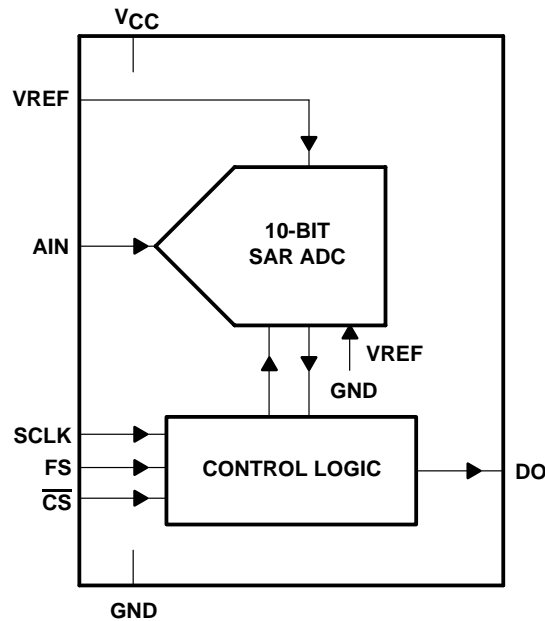 VCC
VREF
10-BIT
SAR ADC
AIN
VREF
GND
SCLK
FS
CS
CONTROL LOGIC
DO
GND